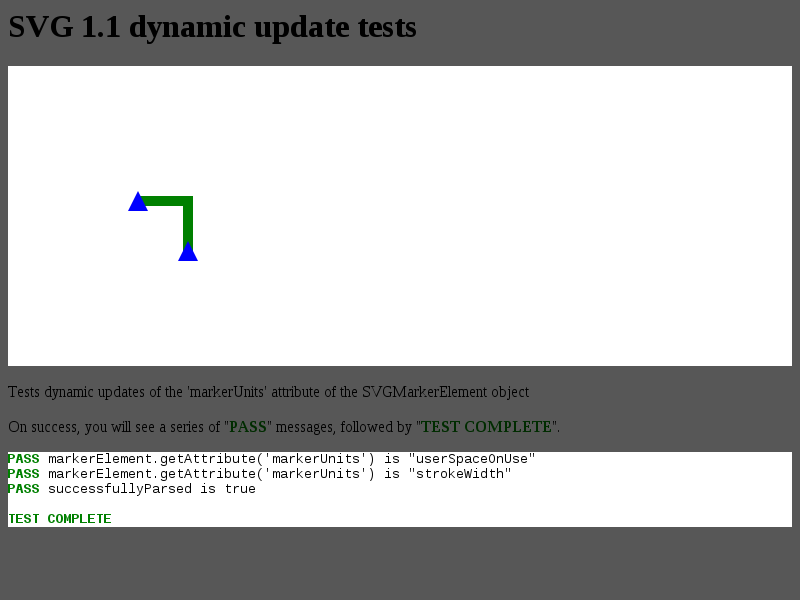 SVG 1.1 dynamic update tests
Tests dynamic updates of the 'markerUnits' attribute of the SVGMarkerElement object
On success, you will see a series of "PASS" messages, followed by "TEST COMPLETE".
PASS markerElement.getAttribute('markerUnits') is "userSpaceOnUse"
PASS markerElement.getAttribute('markerUnits') is "strokeWidth"
PASS successfullyParsed is true
TEST COMPLETE